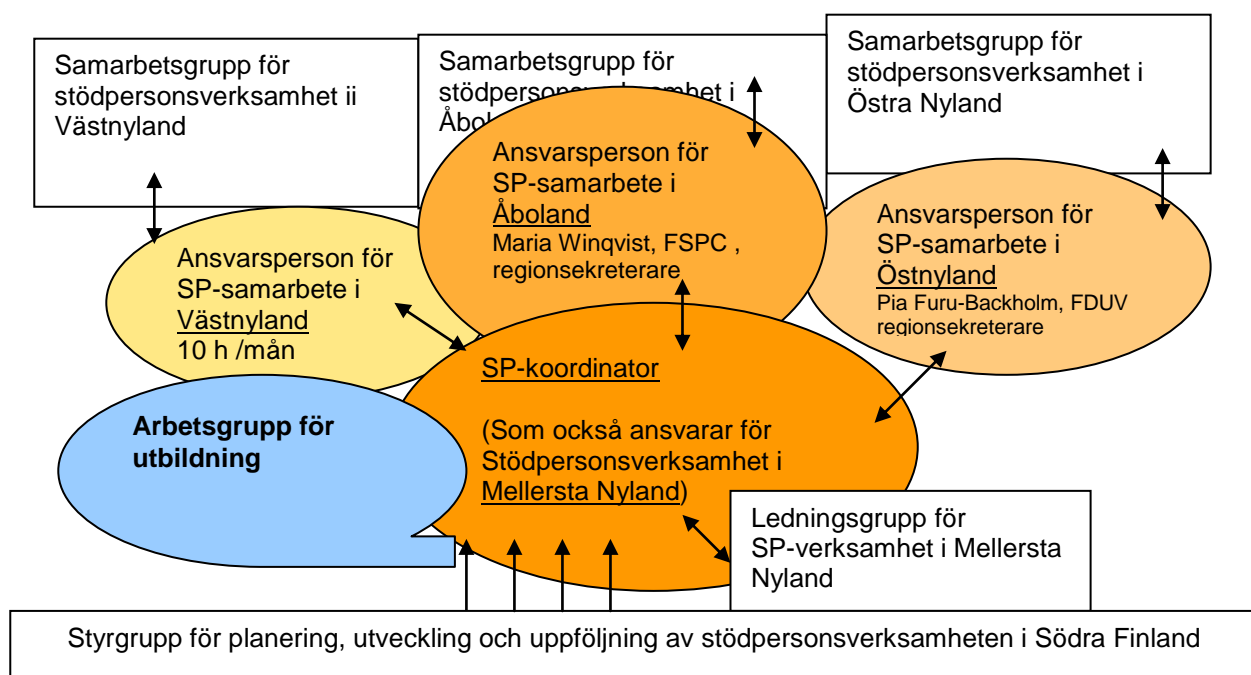 Samarbetsgrupp för
stödpersonsverksamhet ii
Västnyland
Samarbetsgrupp för
stödpersonsverksamhet i
Samarbetsgrupp för
stödpersonsverksamhet i
Östra Nyland
Ansvarsperson för
SP-samarbete i
Åboland
Maria Winqvist, FSPC ,
regionsekreterare
Ansvarsperson för
SP-samarbete i
Västnyland
10 h /mån
Ansvarsperson för
SP-samarbete i
Östnyland
Pia Furu-Backholm, FDUV
regionsekreterare
SP-koordinator
(Som också ansvarar för
Stödpersonsverksamhet i
Mellersta Nyland)
Arbetsgrupp för
utbildning
Ledningsgrupp för
SP-verksamhet i Mellersta
Nyland
Styrgrupp för planering, utveckling och uppföljning av stödpersonsverksamheten i Södra Finland